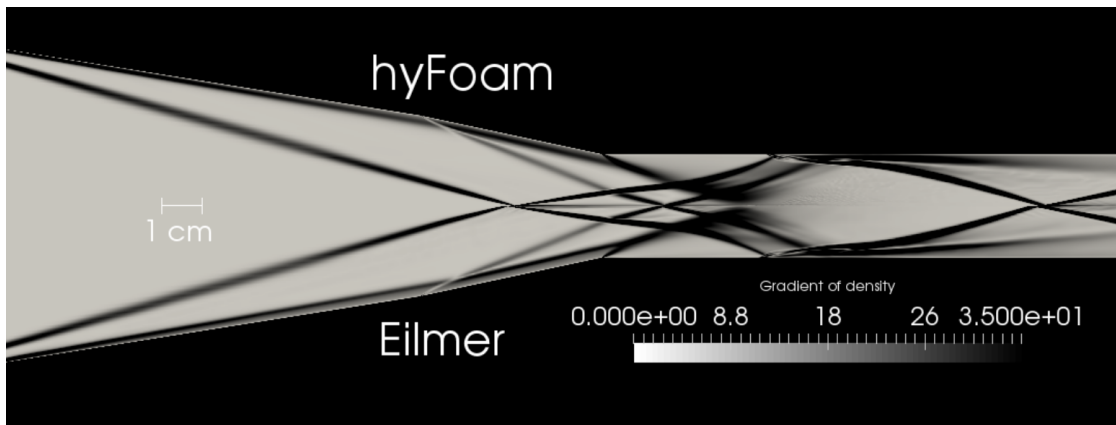 hyFoam
1 cm
Eilmer
Gradient of density
0.000e+00 8.8 18 26 3.500e+01